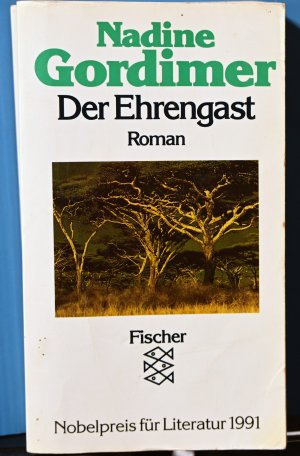 Nadine
Gordimer
Der Ehrengast
Roman
Fischer
Nobelpreis für Literatur 1991